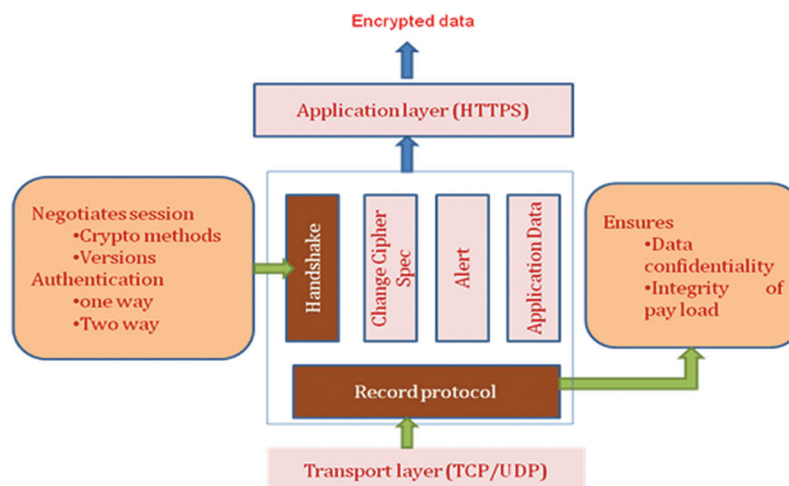 Encrypted data
Application layer (HTTPS)
Negotiates session
•Crypto methods
•Versions
Authentication
•one way
•Two way
Handshake
Change Cipher
Spec
Alert
Application Data
Ensures
•Data
confidentiality
•Integrity of
pay load
Record protocol
Transport layer (TCP/UDP)